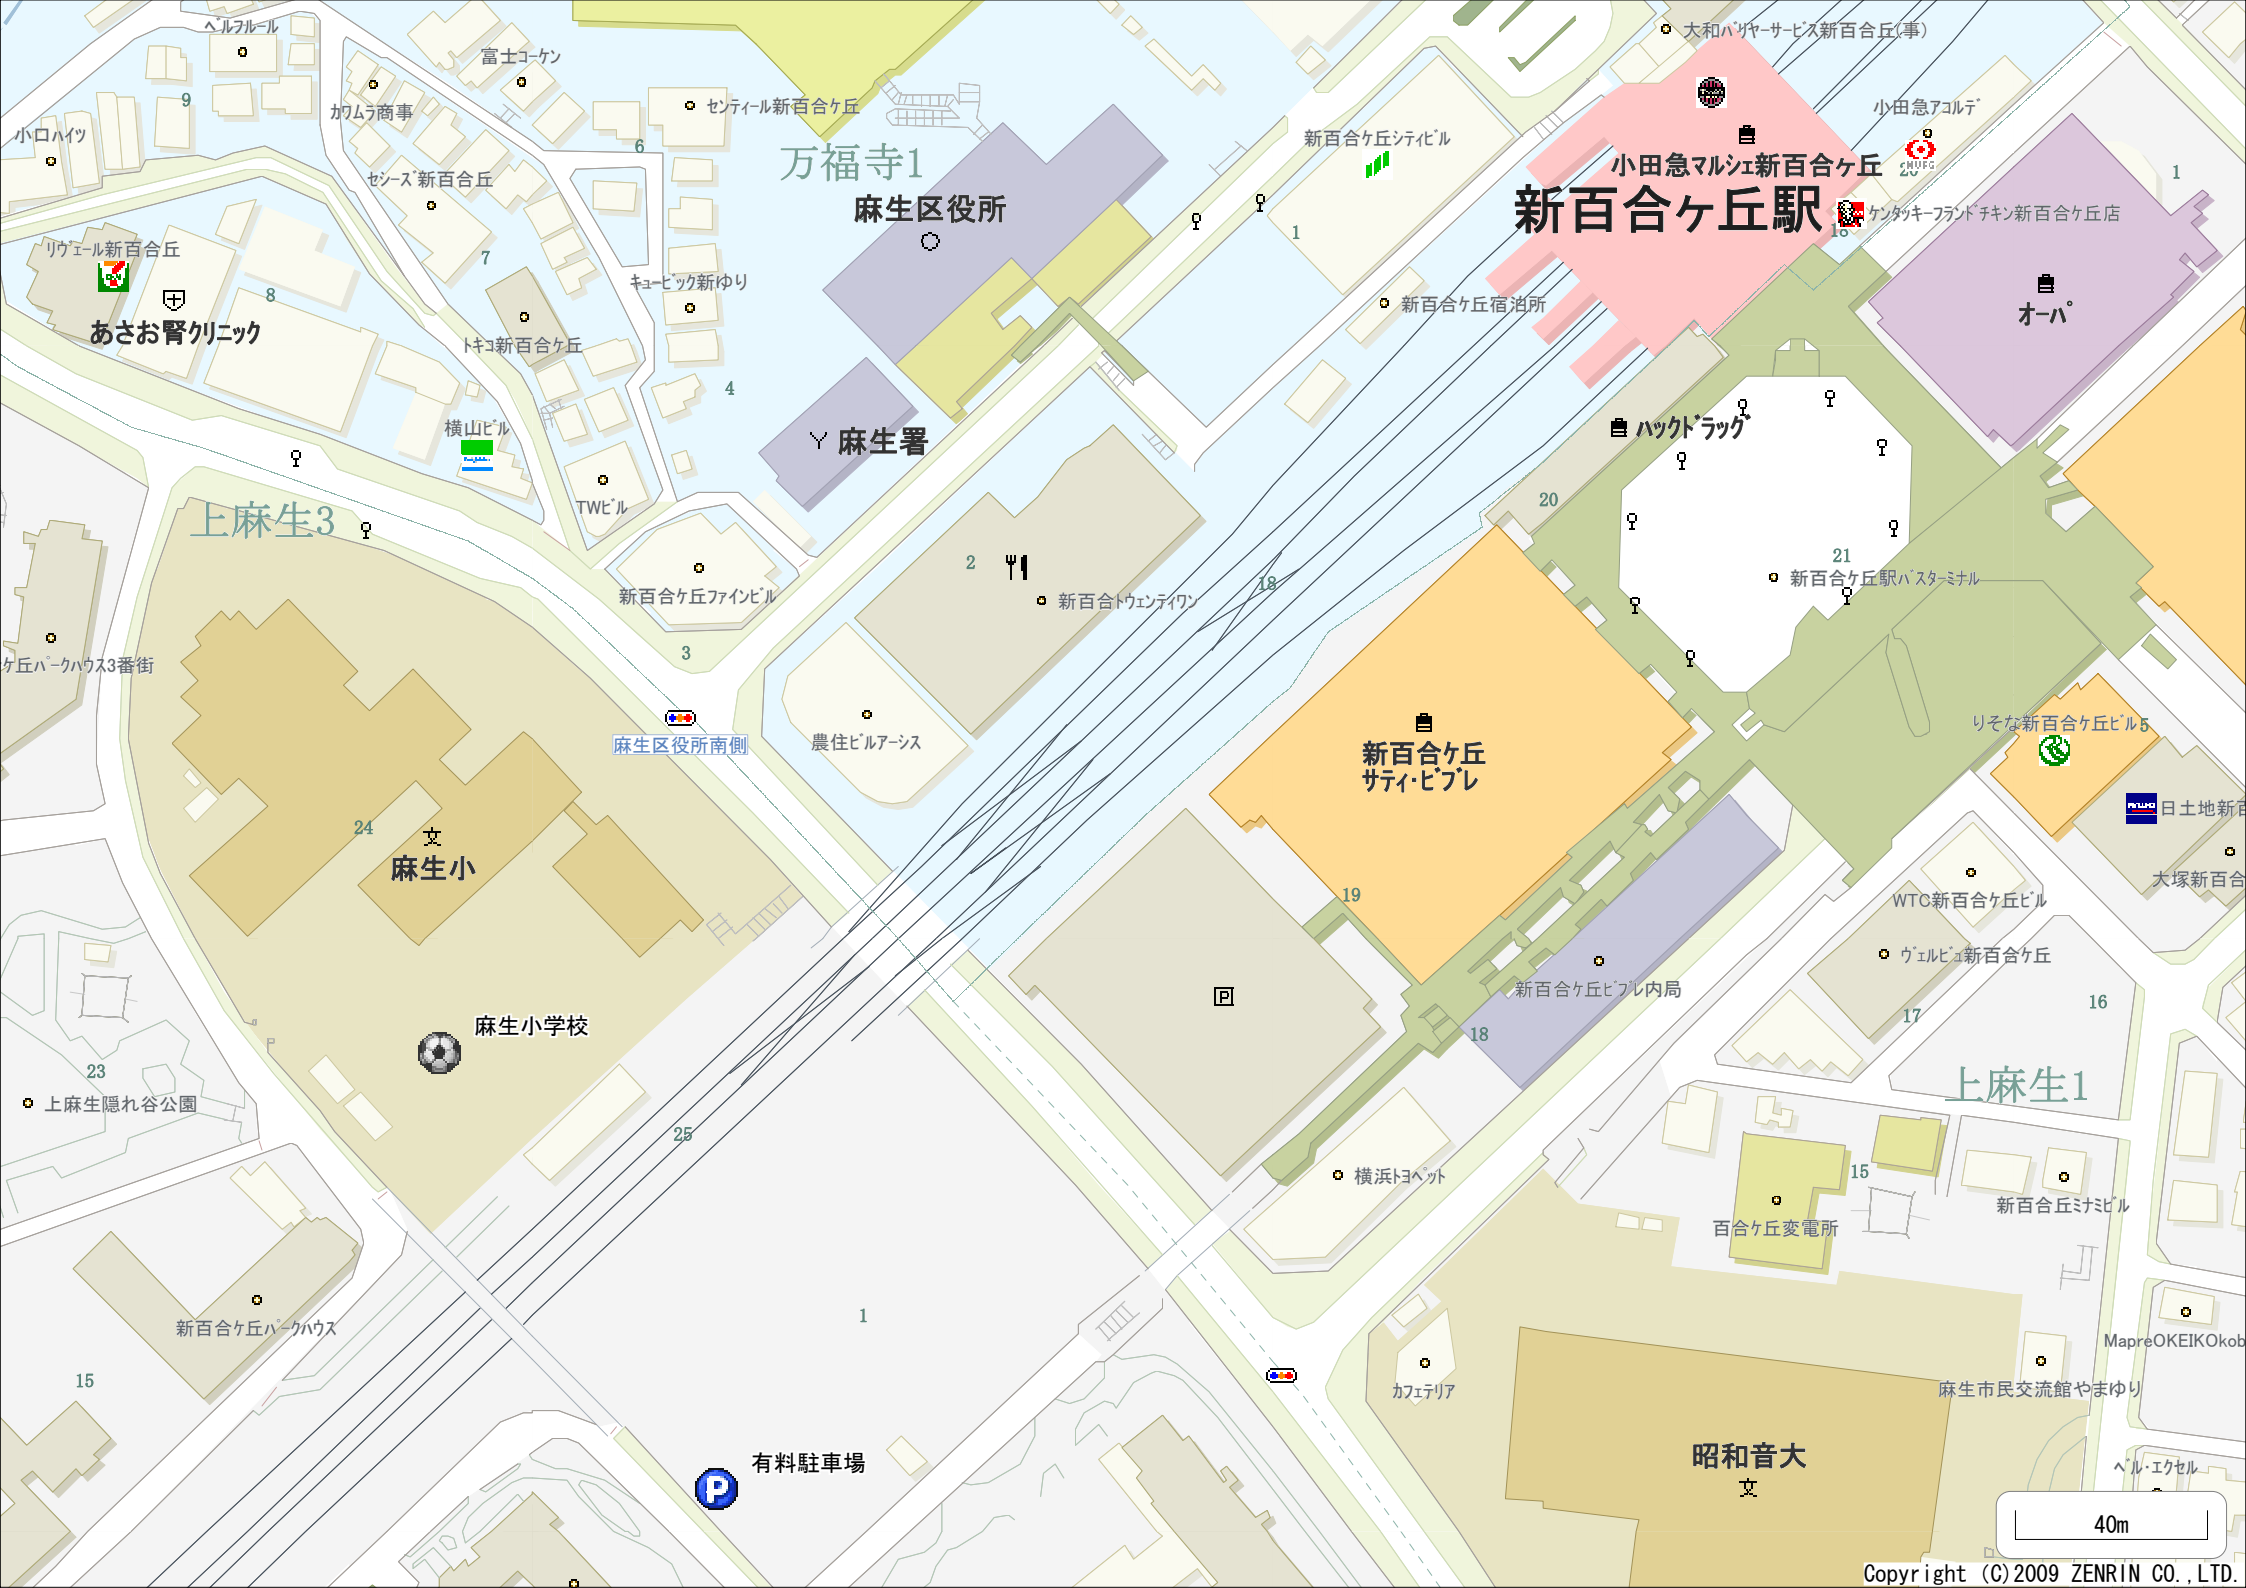 ベルフルール
富士コーケン
大和バリヤーサービス新百合丘(事)
9
カワムラ商事
センティール新百合ケ丘
小田急アコルデ
小口ハイツ
6
新百合ケ丘シティビル
万福寺1
小田急マルシェ新百合ヶ丘
MUFG
20
1
セシーズ新百合丘
麻生区役所
新百合ヶ丘駅
ケンタッキーフランドチキン新百合ケ丘店
18
1
リヴェール新百合丘
7
キュービック新ゆり
8
新百合ケ丘宿泊所
オーパ
あさお腎クリニック
トキコ新百合ケ丘
4
横山ビル
麻生署
ハックドラッグ
20
TWビル
上麻生3
2
18
21
新百合ケ丘駅バスターミナル
新百合ケ丘ファインビル
新百合トウェンティワン
3
ケ丘パークハウス3番街
麻生区役所南側
農住ビルアーシス
新百合ケ丘
サティ・ビブレ
りそな新百合ケ丘ビル
5
日土地新百
24
麻生小
大塚新百合
19
WTC新百合ケ丘ビル
ヴェルビュ新百合ケ丘
新百合ケ丘ビブレ内局
P
16
17
18
麻生小学校
23
上麻生1
上麻生隠れ谷公園
25
横浜トヨペット
15
新百合丘ミナミビル
百合ケ丘変電所
1
新百合ケ丘パークハウス
MapreOKEIKOkob
15
カフェテリア
麻生市民交流館やまゆり
昭和音大
有料駐車場
P
ベル・エクセル
40m
Copyright (C)2009 ZENRIN CO.,LTD.